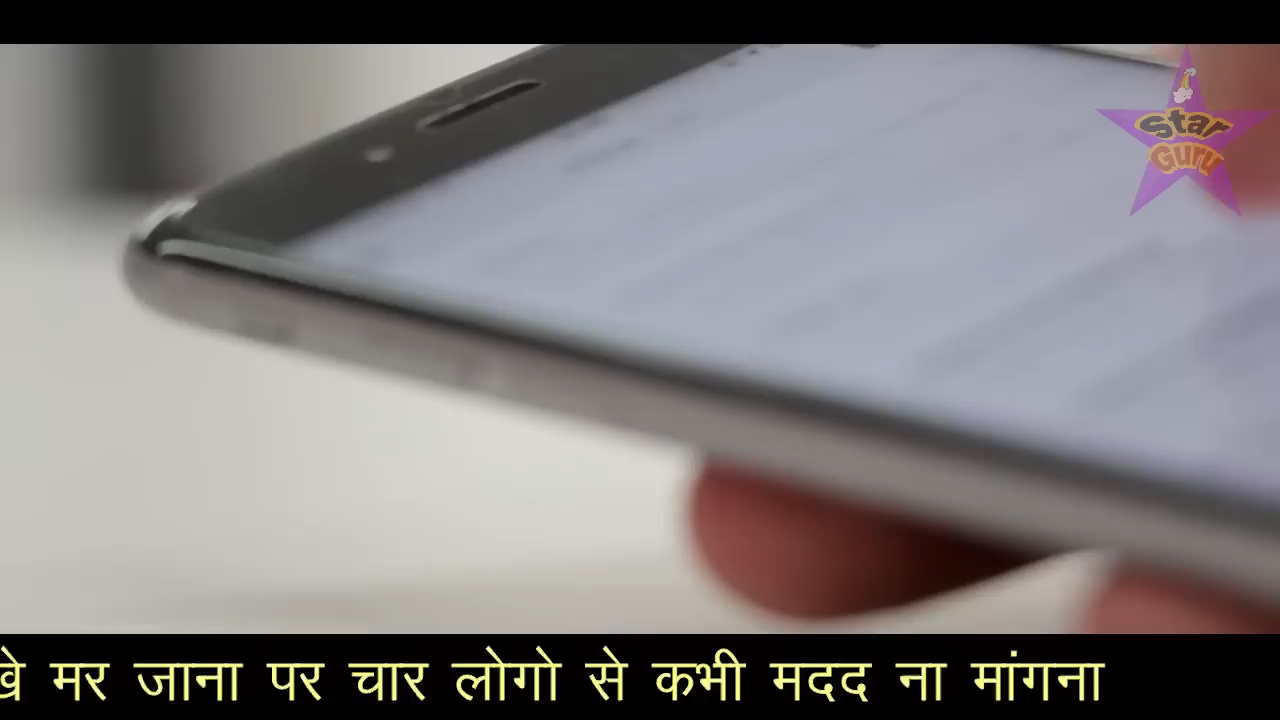 Star
Guru
मर जाना पर चार लोगो से कभी मदद ना मांगना